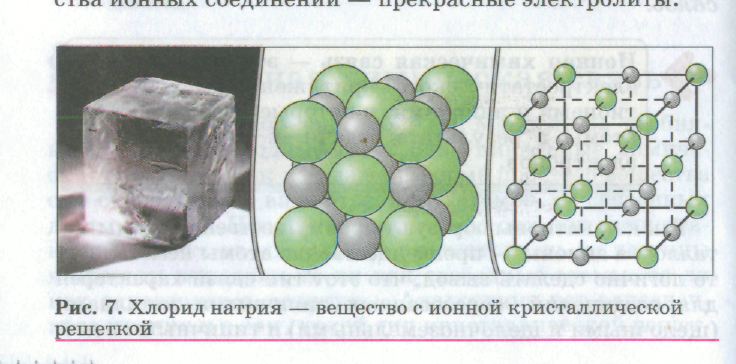 ства ионных соединений — прекрасные электролиты.
Рис. 7. Хлорид натрия — вещество с ионной кристаллической
решеткой